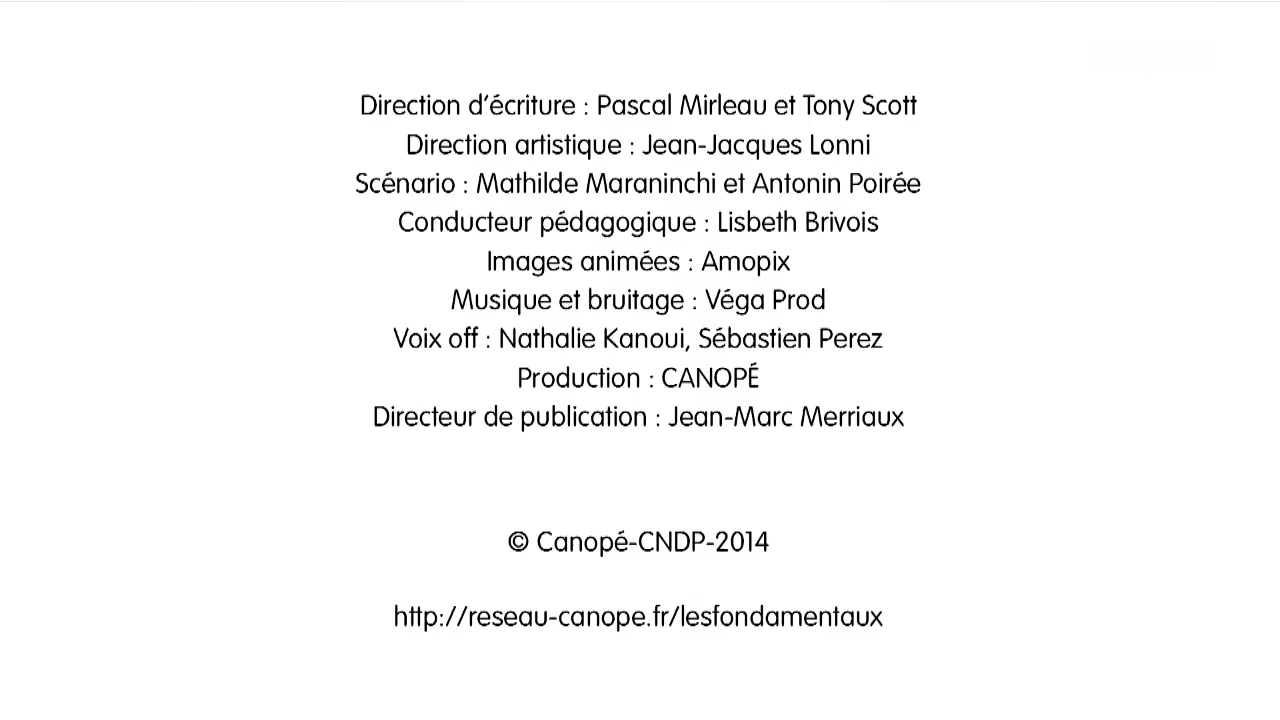 Direction d'écriture : Pascal Mirleau et Tony Scott
Direction artistique : Jean-Jacques Lonni
Scénario : Mathilde Maraninchi et Antonin Poirée
Conducteur pédagogique : Lisbeth Brivois
Images animées : Amopix
Musique et bruitage : Véga Prod
Voix off : Nathalie Kanoui, Sébastien Perez
Production : CANOPÉ
Directeur de publication : Jean-Marc Merriaux
© Canopé-CNDP-2014
http://reseau-canope.fr/lesfondamentaux